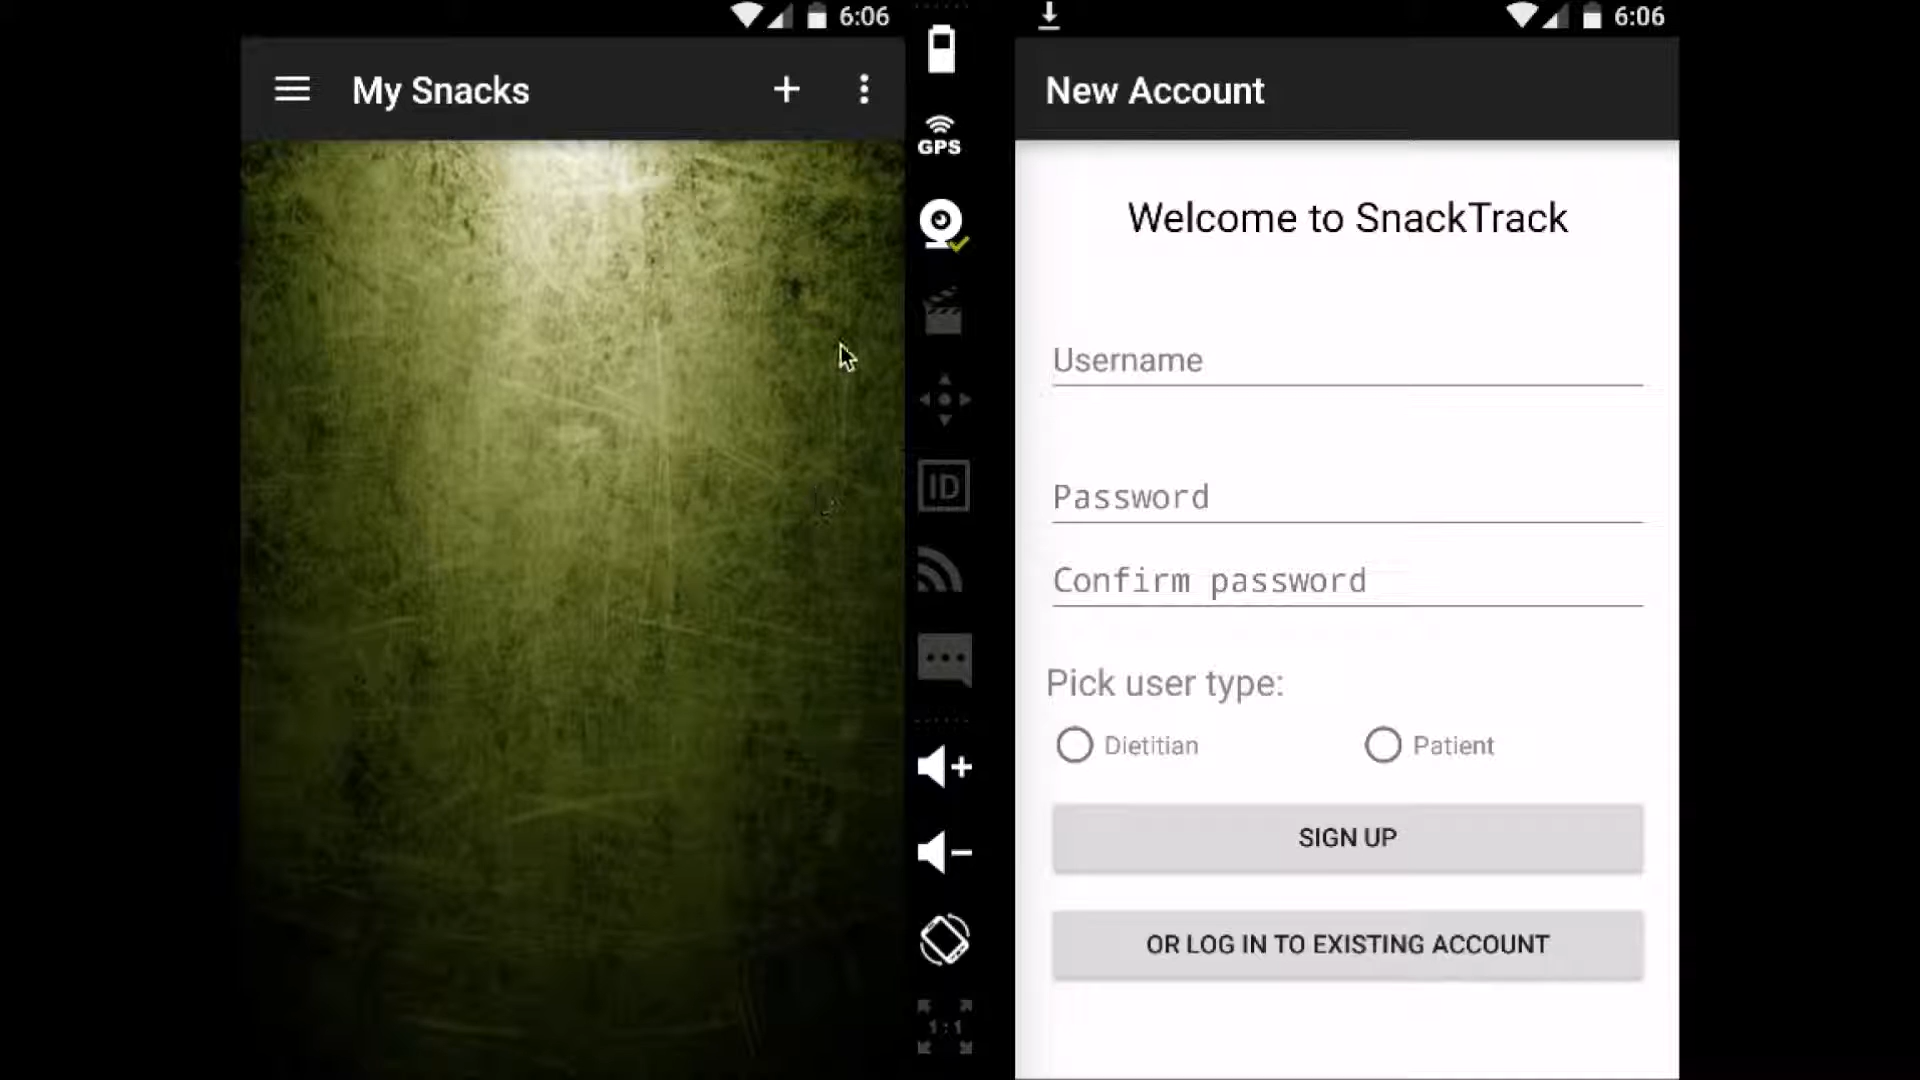 6:06
My Snacks
GPS
ID
1:1
6:06
New Account
Welcome to SnackTrack
Username
Password
Confirm password
Pick user type:
Dietitian
Patient
SIGN UP
OR LOG IN TO EXISTING ACCOUNT